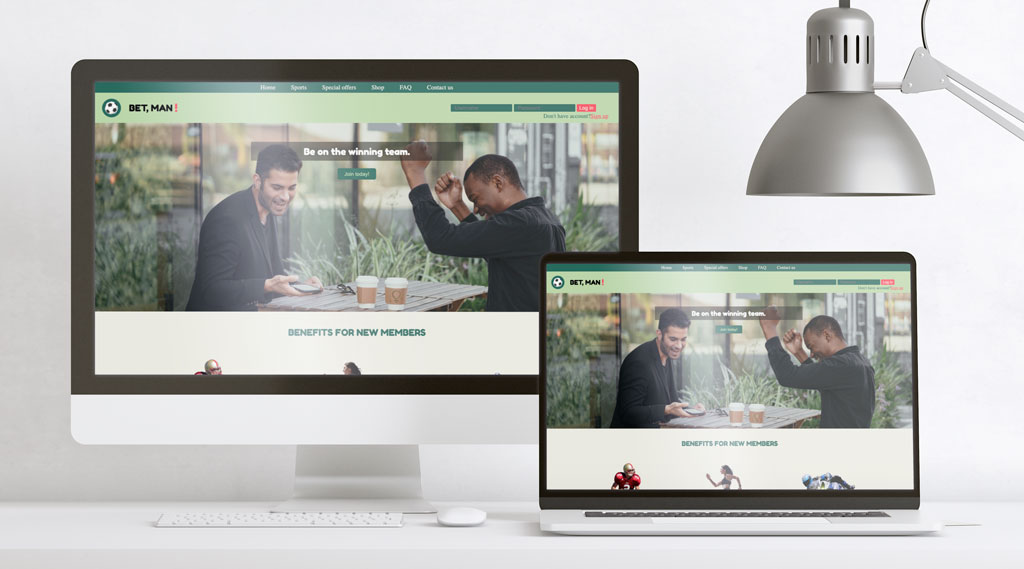 Home Sports Special offers Shop FAQ Contact us
BET, MAN!
Username Password Log in
Don't have account? Sign up
Be on the winning team.
Join today!
BENEFITS FOR NEW MEMBERS
Home Sports Special offers Shop FAQ Contact us
BET, MAN!
Log in
Don't have account? Sign up
Be on the winning team.
Join today!
BENEFITS FOR NEW MEMBERS